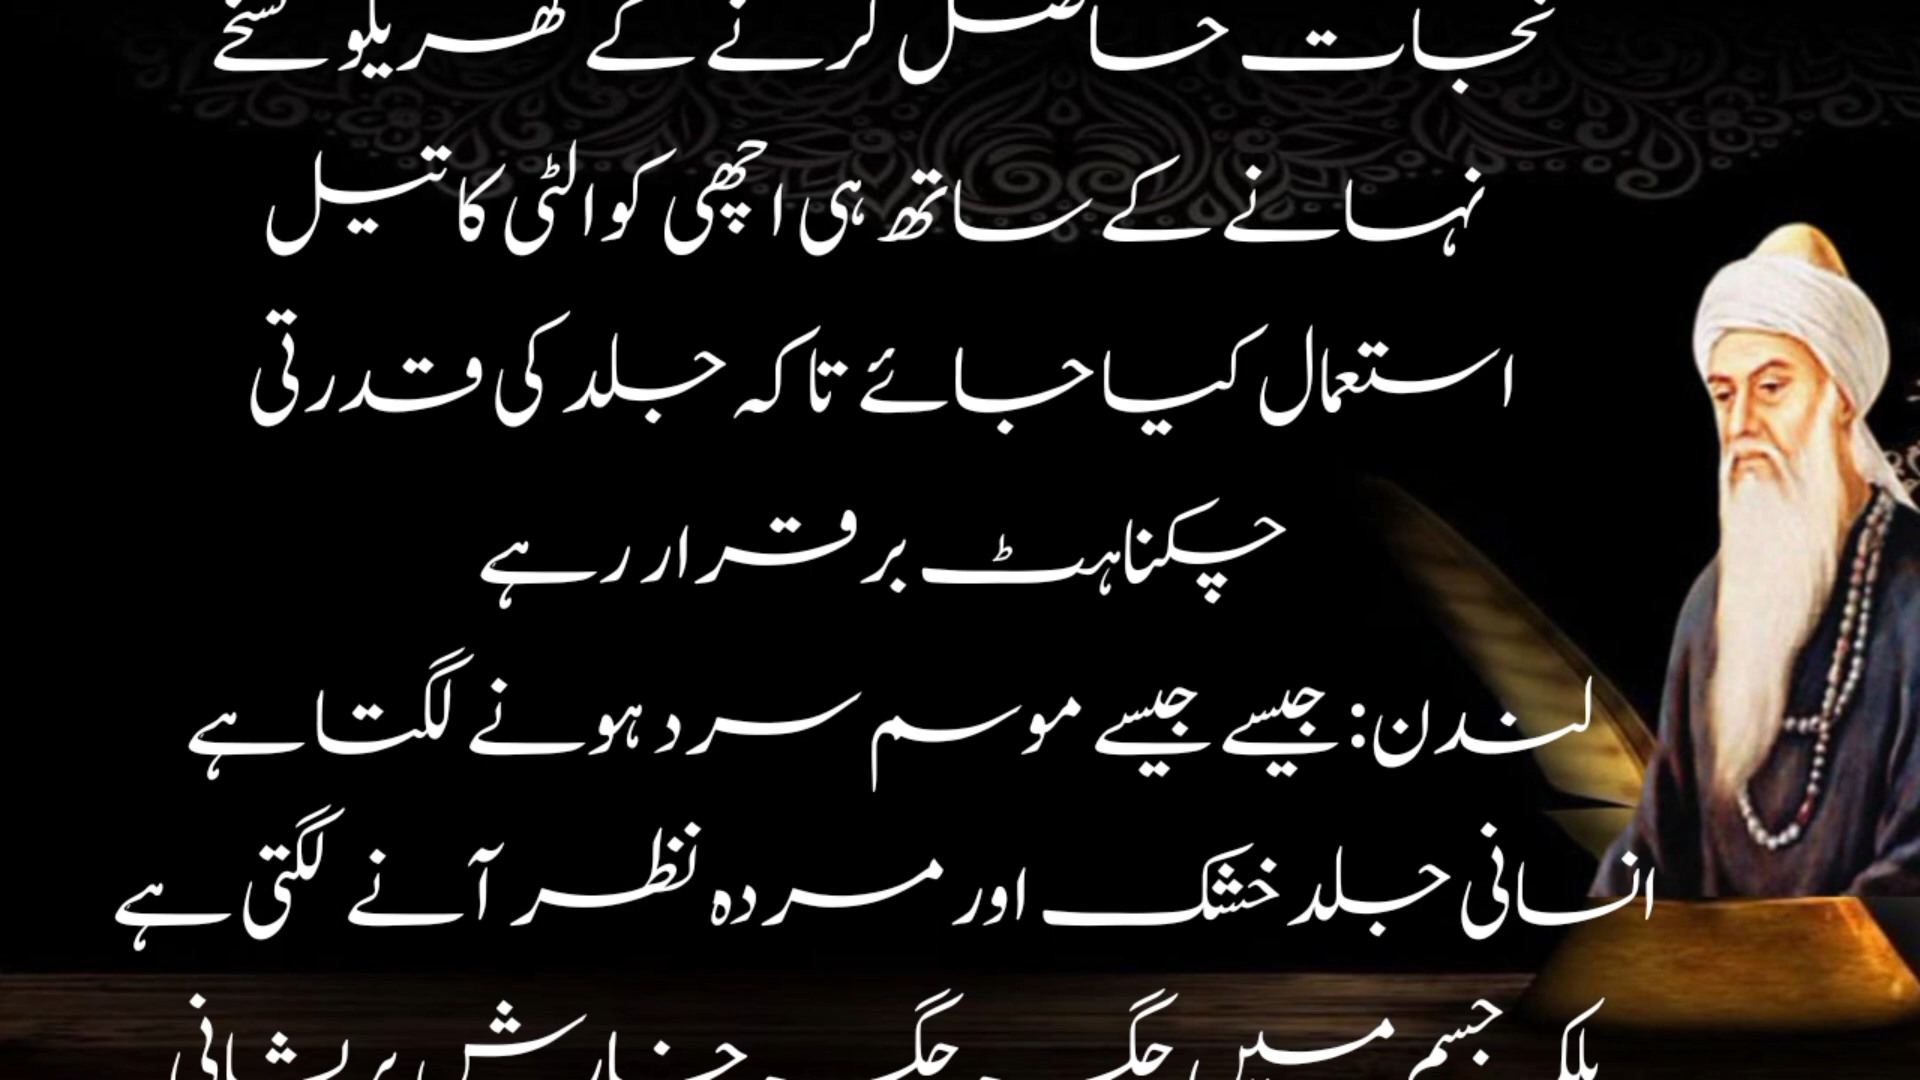 نجات حاصل کرنے کے گھریلو نسخے
نہانے کے ساتھ ہی اچھی کوالٹی کا تیل
استعمال کیا جائے تاکہ جلد کی قدرتی
چکناہٹ برقرار رہے
لندن: جیسے جیسے موسم سرد ہونے لگتا ہے
انسانی جلد خشک اور مردہ نظر آنے لگتی ہے
بلکہ جسم میں جگہ جگہ خارش پریشانی